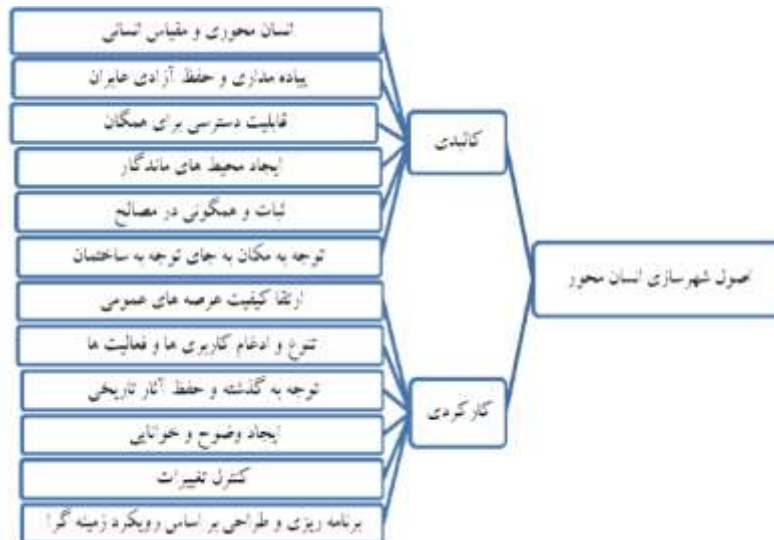 اصول شهرسازی انسان محور
کالبدی
انسان محوری و مقیاس انسانی
پیاده مداری و حفظ آزادی عابران
قابلیت دسترسی برای همگان
ایجاد محیط های ماندگار
ثبات و همگونی در مصالح
توجه به مکان به جای توجه به ساختمان
کارکردی
ارتقا کیفیت عرصه های عمومی
تنوع و ادغام کاربری ها و فعالیت ها
توجه به گذشته و حفظ آثار تاریخی
ایجاد وضوح و خوانایی
کنترل تغییرات
برنامه ریزی و طراحی بر اساس رویکرد زمینه گرا